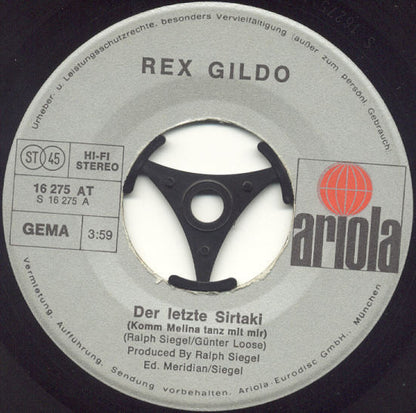 Urheber- u. Leistungsschutzrechte, besonders Vervielfältigung (außer zum persönl. Gebrauch)
REX GILDO
ST 45
HI-FI
STEREO
16 275 AT
S 16 275 A
GEMA 3:59
ariola
Der letzte Sirtaki
(Komm Melina tanz mit mir)
(Ralph Siegel/Günter Loose)
Produced By Ralph Siegel
Ed. Meridian/Siegel
Vermietung, Aufführung, Sendung vorbehalten. Ariola-Eurodisc GmbH., München